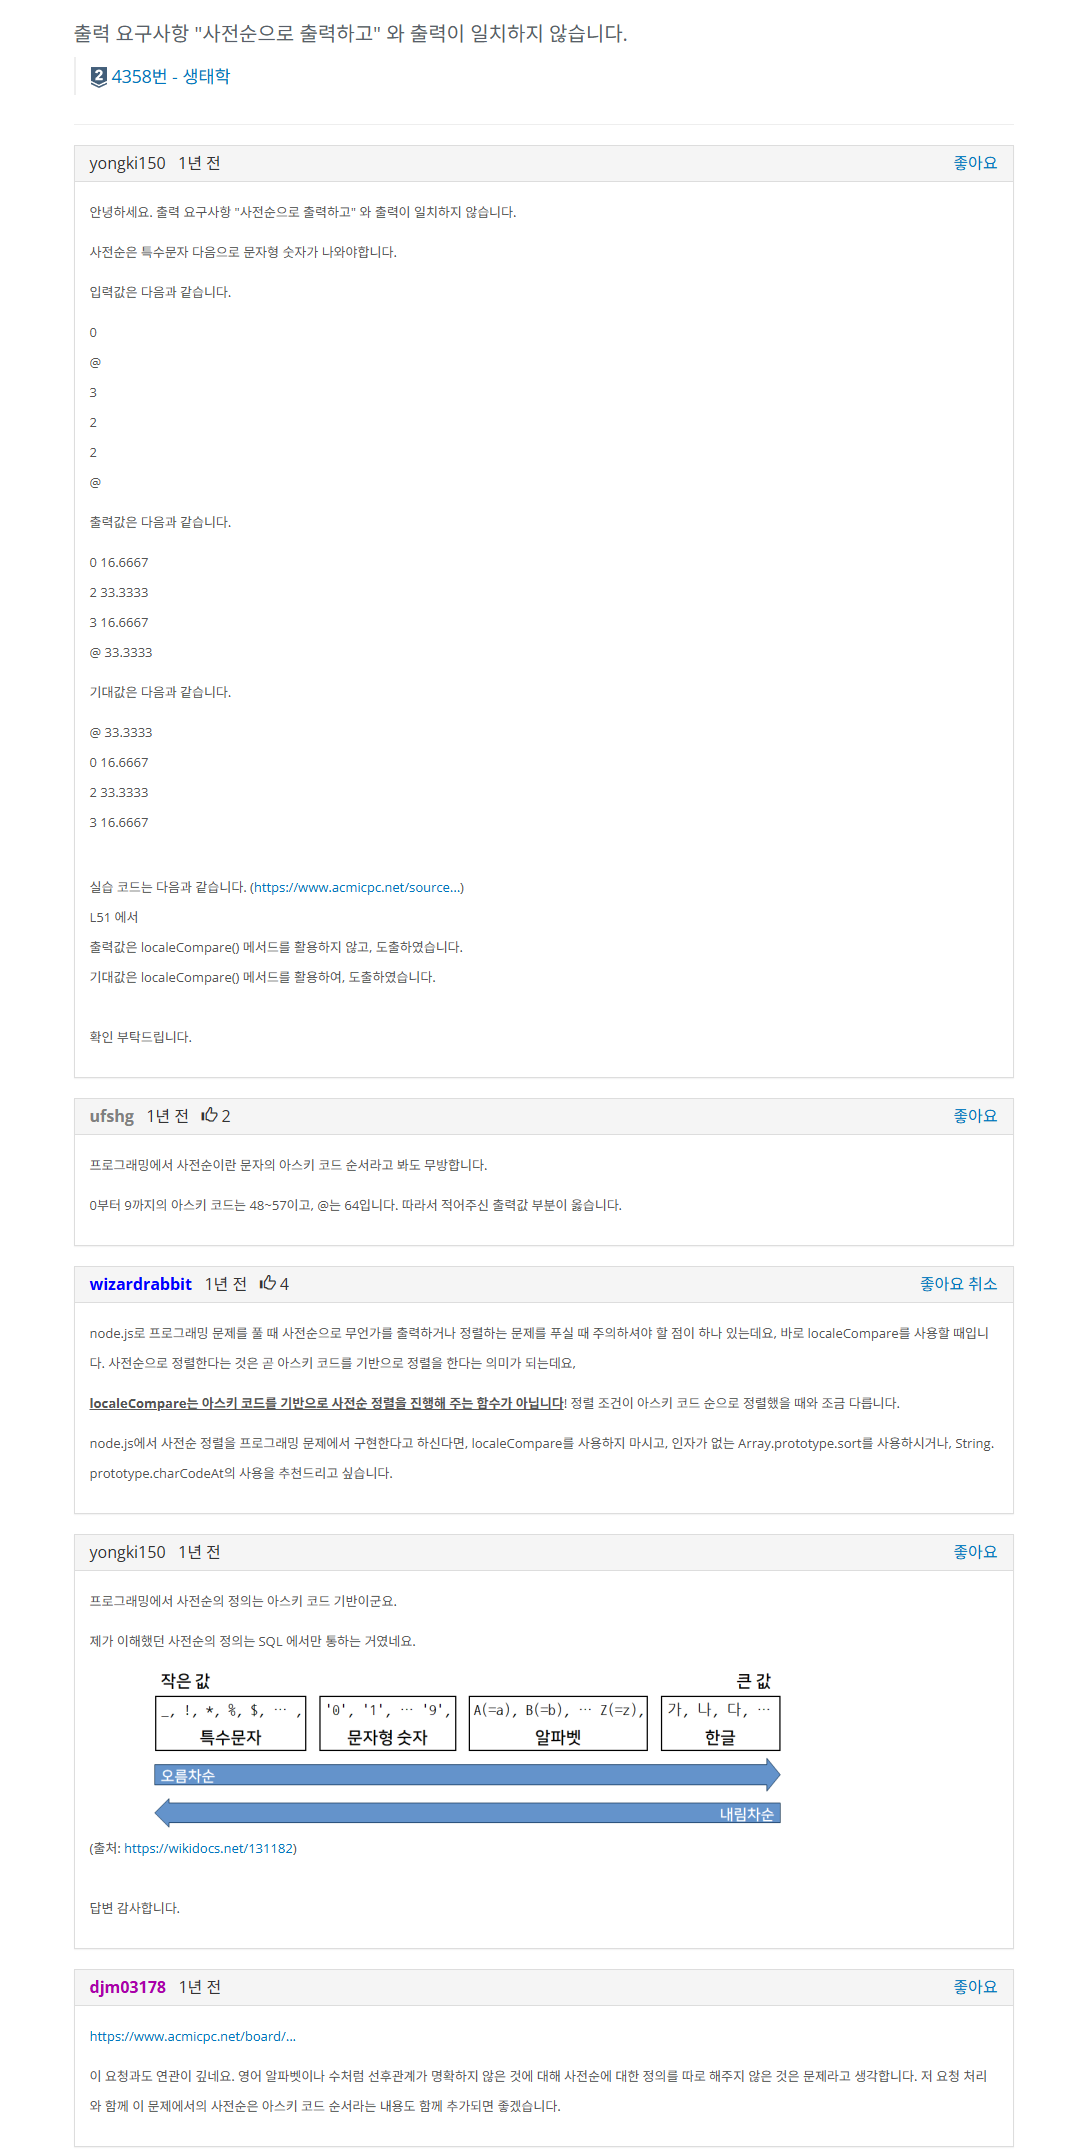 출력 요구사항 "사전순으로 출력하고" 와 출력이 일치하지 않습니다.
2 4358번 - 생태학
yongki150 1년 전 좋아요
안녕하세요. 출력 요구사항 "사전순으로 출력하고" 와 출력이 일치하지 않습니다.
사전순은 특수문자 다음으로 문자형 숫자가 나와야합니다.
입력값은 다음과 같습니다.
0
@
3
2
2
@
출력값은 다음과 같습니다.
0 16.6667
2 33.3333
3 16.6667
@ 33.3333
기대값은 다음과 같습니다.
@ 33.3333
0 16.6667
2 33.3333
3 16.6667
실습 코드는 다음과 같습니다. (https://www.acmicpc.net/source...)
L51 에서
출력값은 localeCompare() 메서드를 활용하지 않고, 도출하였습니다.
기대값은 localeCompare() 메서드를 활용하여, 도출하였습니다.
확인 부탁드립니다.
ufshg 1년 전 2 좋아요
프로그래밍에서 사전순이란 문자의 아스키 코드 순서라고 봐도 무방합니다.
0부터 9까지의 아스키 코드는 48~57이고, @는 64입니다. 따라서 적어주신 출력값 부분이 옳습니다.
wizardrabbit 1년 전 4 좋아요 취소
node.js로 프로그래밍 문제를 풀 때 사전순으로 무언가를 출력하거나 정렬하는 문제를 푸실 때 주의하셔야 할 점이 하나 있는데요, 바로 localeCompare를 사용할 때입니
다. 사전순으로 정렬한다는 것은 곧 아스키 코드를 기반으로 정렬을 한다는 의미가 되는데요,
localeCompare는 아스키 코드를 기반으로 사전순 정렬을 진행해 주는 함수가 아닙니다! 정렬 조건이 아스키 코드 순으로 정렬했을 때와 조금 다릅니다.
node.js에서 사전순 정렬을 프로그래밍 문제에서 구현한다고 하신다면, localeCompare를 사용하지 마시고, 인자가 없는 Array.prototype.sort를 사용하시거나, String.
prototype.charCodeAt의 사용을 추천드리고 싶습니다.
yongki150 1년 전 좋아요
프로그래밍에서 사전순의 정의는 아스키 코드 기반이군요.
제가 이해했던 사전순의 정의는 SQL 에서만 통하는 거였네요.
작은 값 큰 값
_, !, *, %, $, … , '0', '1', … '9', A(=a), B(=b), … Z(=z), 가, 나, 다, …
특수문자 문자형 숫자 알파벳 한글
오름차순
내림차순
(출처: https://wikidocs.net/131182)
답변 감사합니다.
djm03178 1년 전 좋아요
https://www.acmicpc.net/board/...
이 요청과도 연관이 깊네요. 영어 알파벳이나 수처럼 선후관계가 명확하지 않은 것에 대해 사전순에 대한 정의를 따로 해주지 않은 것은 문제라고 생각합니다. 저 요청 처리
와 함께 이 문제에서의 사전순은 아스키 코드 순서라는 내용도 함께 추가되면 좋겠습니다.